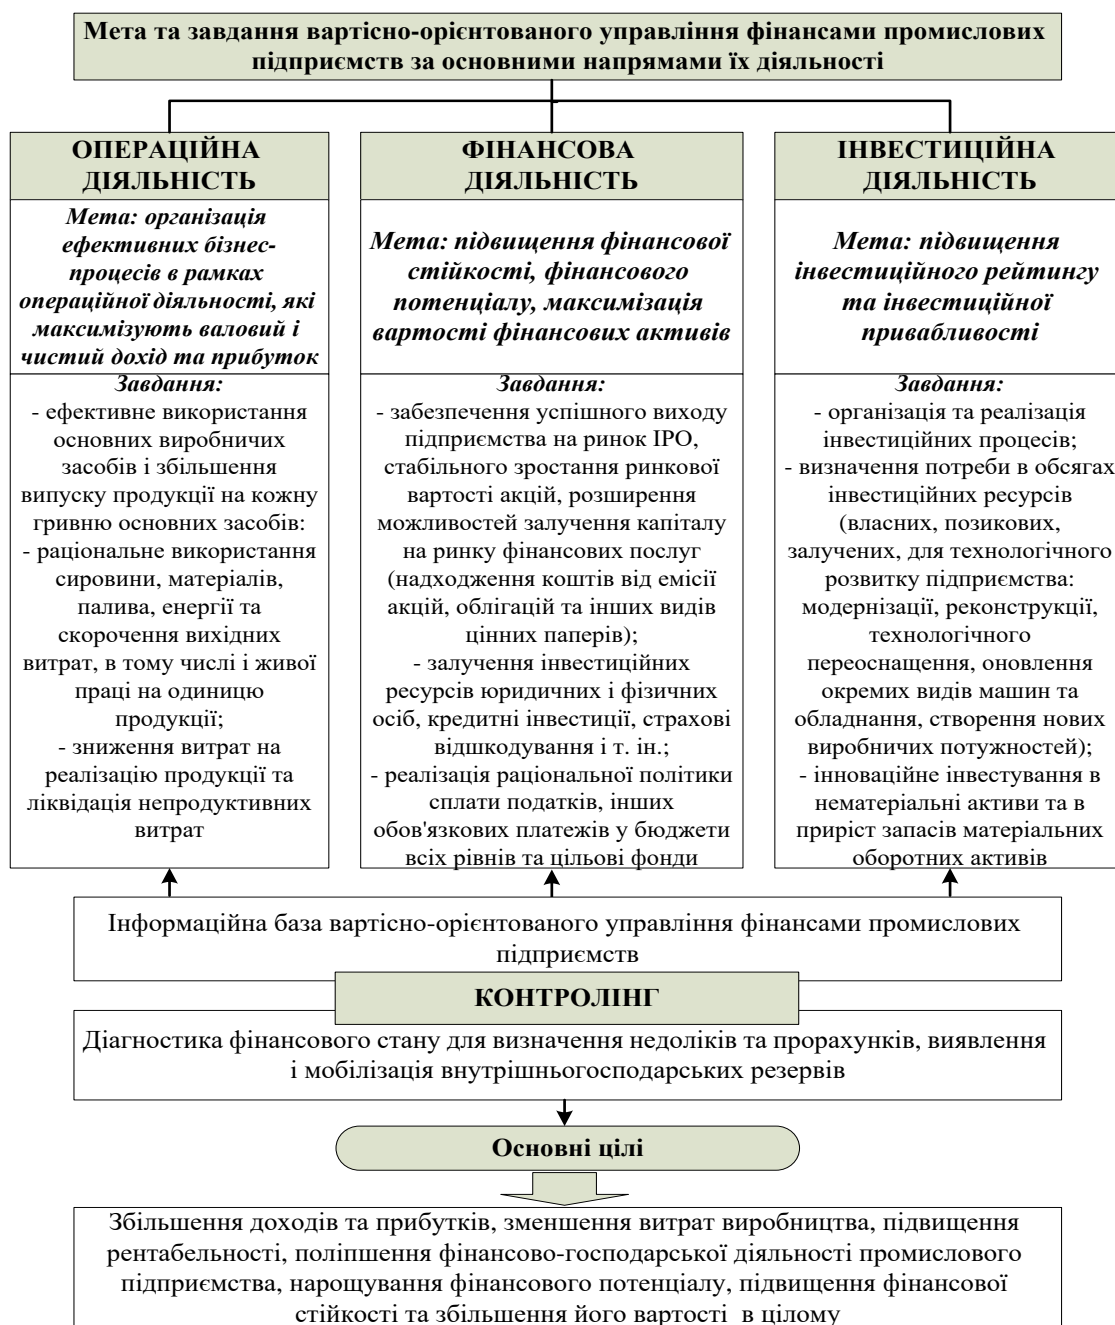 Мета та завдання вартісно-орієнтованого управління фінансами промислових
підприємств за основними напрямами їх діяльності
ОПЕРАЦІЙНА
ДІЯЛЬНІСТЬ
Мета: організація
ефективних бізнес-
процесів в рамках
операційної діяльності, які
максимізують валовий і
чистий дохід та прибуток
Завдання:
- ефективне використання
основних виробничих
засобів і збільшення
випуску продукції на кожну
гривню основних засобів:
- раціональне використання
сировини, матеріалів,
палива, енергії та
скорочення вихідних
витрат, в тому числі і живої
праці на одиницю
продукції;
- зниження витрат на
реалізацію продукції та
ліквідація непродуктивних
витрат
ФІНАНСОВА
ДІЯЛЬНІСТЬ
Мета: підвищення фінансової
стійкості, фінансового
потенціалу, максимізація
вартості фінансових активів
Завдання:
- забезпечення успішного виходу
підприємства на ринок IPO,
стабільного зростання ринкової
вартості акцій, розширення
можливостей залучення капіталу
на ринку фінансових послуг
(надходження коштів від емісії
акцій, облігацій та інших видів
цінних паперів);
- залучення інвестиційних
ресурсів юридичних і фізичних
осіб, кредитні інвестиції, страхові
відшкодування і т. ін.;
- реалізація раціональної політики
сплати податків, інших
обов'язкових платежів у бюджети
всіх рівнів та цільові фонди
ІНВЕСТИЦІЙНА
ДІЯЛЬНІСТЬ
Мета: підвищення
інвестиційного рейтингу
та інвестиційної
привабливості
Завдання:
- організація та реалізація
інвестиційних процесів;
- визначення потреби в обсягах
інвестиційних ресурсів
(власних, позикових,
залучених, для технологічного
розвитку підприємства:
модернізації, реконструкції,
технологічного
переоснащення, оновлення
окремих видів машин та
обладнання, створення нових
виробничих потужностей);
- інноваційне інвестування в
нематеріальні активи та в
приріст запасів матеріальних
оборотних активів
Інформаційна база вартісно-орієнтованого управління фінансами промислових
підприємств
КОНТРОЛІНГ
Діагностика фінансового стану для визначення недоліків та прорахунків, виявлення
і мобілізація внутрішньогосподарських резервів
Основні цілі
Збільшення доходів та прибутків, зменшення витрат виробництва, підвищення
рентабельності, поліпшення фінансово-господарської діяльності промислового
підприємства, нарощування фінансового потенціалу, підвищення фінансової
стійкості та збільшення його вартості в цілому